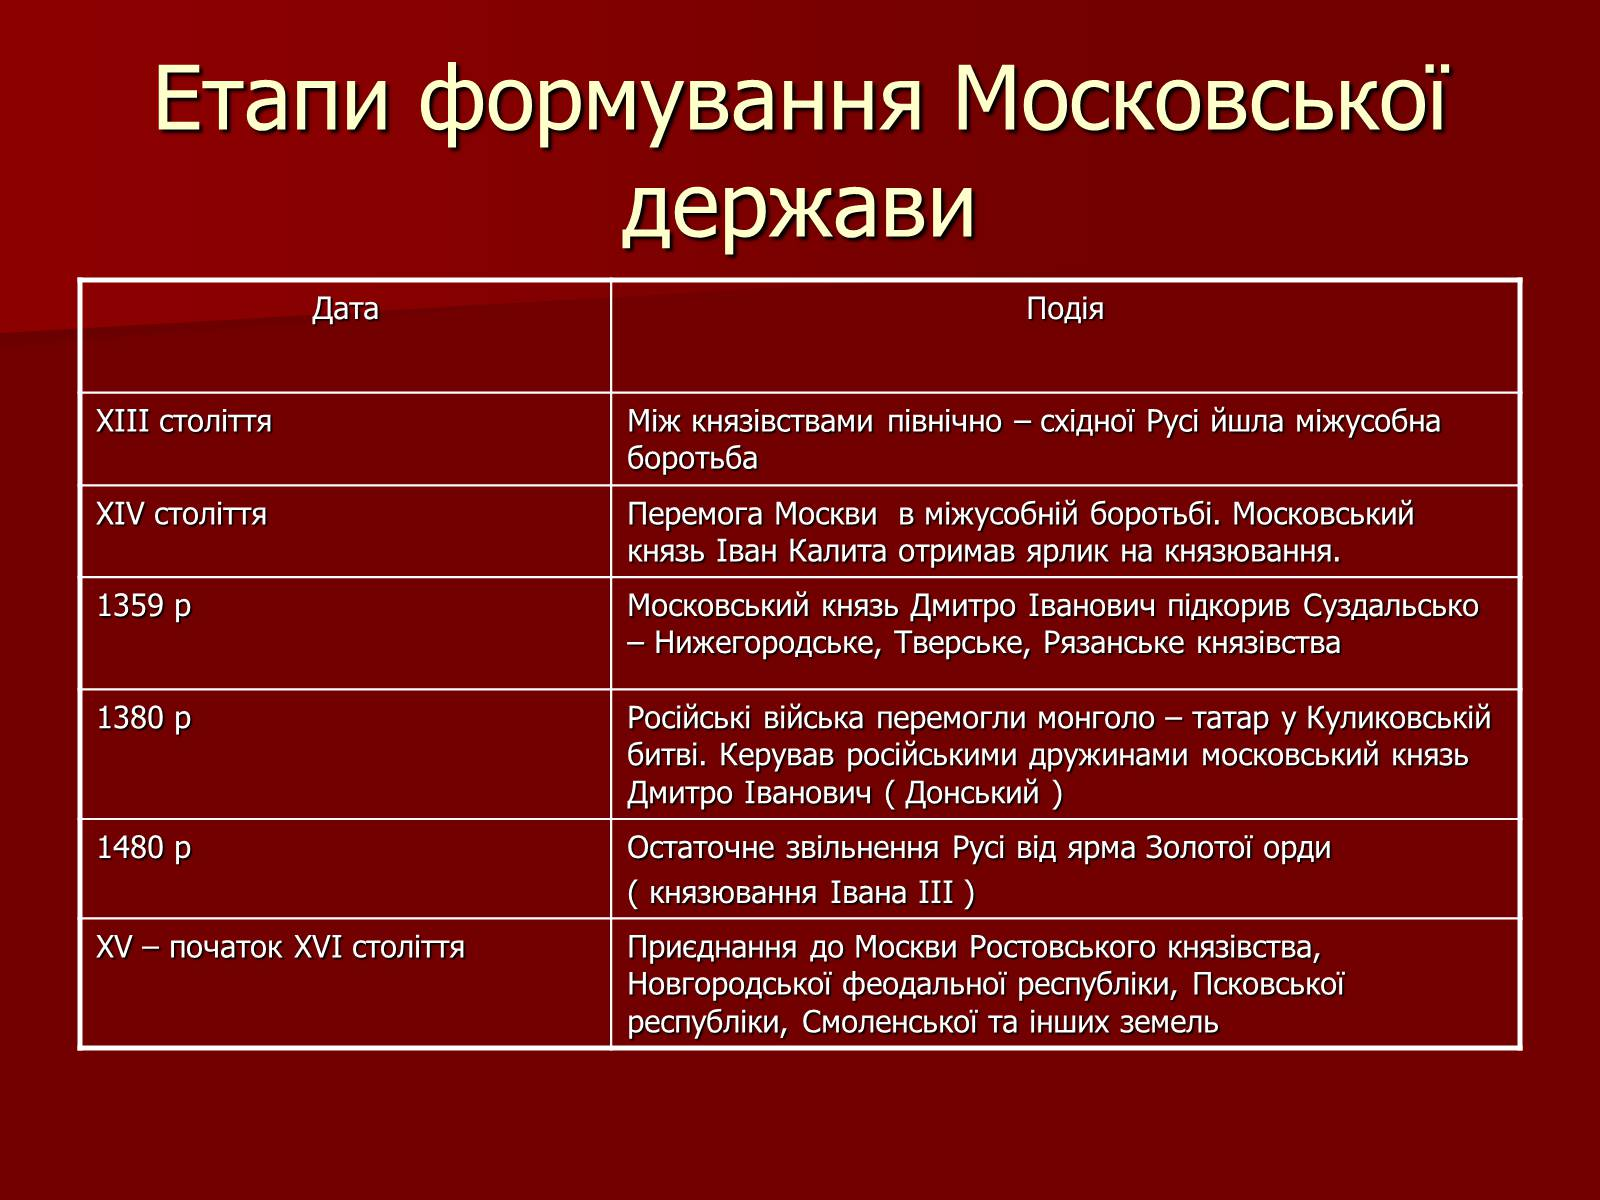 Етапи формування Московської
держави
Дата
Подія
XIII століття
Між князівствами північно – східної Русі йшла міжусобна
боротьба
XIV століття
Перемога Москви  в міжусобній боротьбі. Московський
князь Іван Калита отримав ярлик на князювання.
1359 р
Московський князь Дмитро Іванович підкорив Суздальсько
– Нижегородське, Тверське, Рязанське князівства
1380 р
Російські війська перемогли монголо – татар у Куликовській
битві. Керував російськими дружинами московський князь
Дмитро Іванович ( Донський )
1480 р
Остаточне звільнення Русі від ярма Золотої орди
( князювання Івана III )
XV – початок XVI століття
Приєднання до Москви Ростовського князівства,
Новгородської феодальної республіки, Псковської
республіки, Смоленської та інших земель